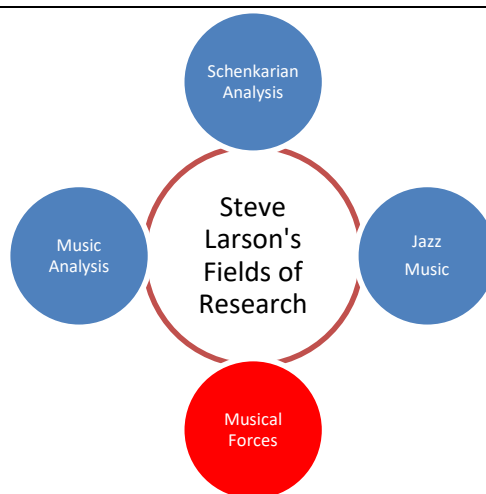 Schenkarian
Analysis
Steve
Larson's
Fields of
Research
Music
Analysis
Jazz
Music
Musical
Forces